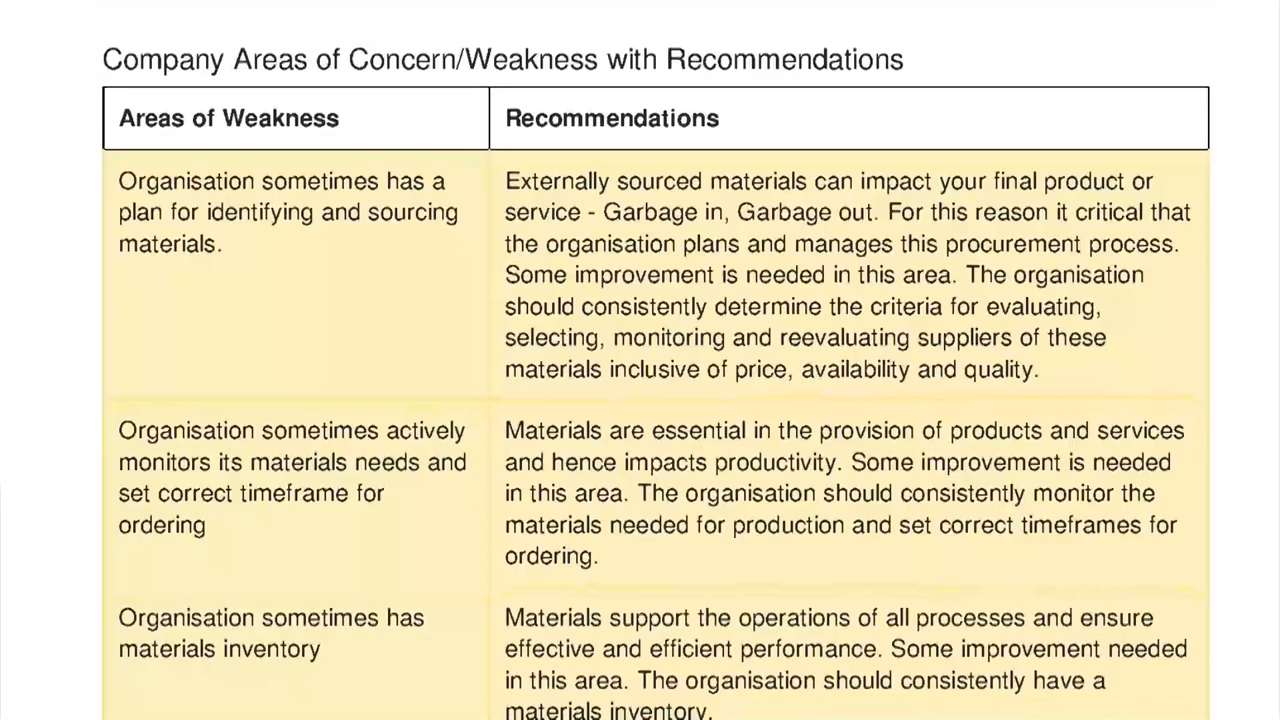 Company Areas of Concern/Weakness with Recommendations
Areas of Weakness
Recommendations
Organisation sometimes has a
plan for identifying and sourcing
materials.
Externally sourced materials can impact your final product or
service - Garbage in, Garbage out. For this reason it critical that
the organisation plans and manages this procurement process.
Some improvement is needed in this area. The organisation
should consistently determine the criteria for evaluating,
selecting, monitoring and reevaluating suppliers of these
materials inclusive of price, availability and quality.
Organisation sometimes actively
monitors its materials needs and
set correct timeframe for
ordering
Materials are essential in the provision of products and services
and hence impacts productivity. Some improvement is needed
in this area. The organisation should consistently monitor the
materials needed for production and set correct timeframes for
ordering.
Organisation sometimes has
materials inventory
Materials support the operations of all processes and ensure
effective and efficient performance. Some improvement needed
in this area. The organisation should consistently have a
materials inventory.